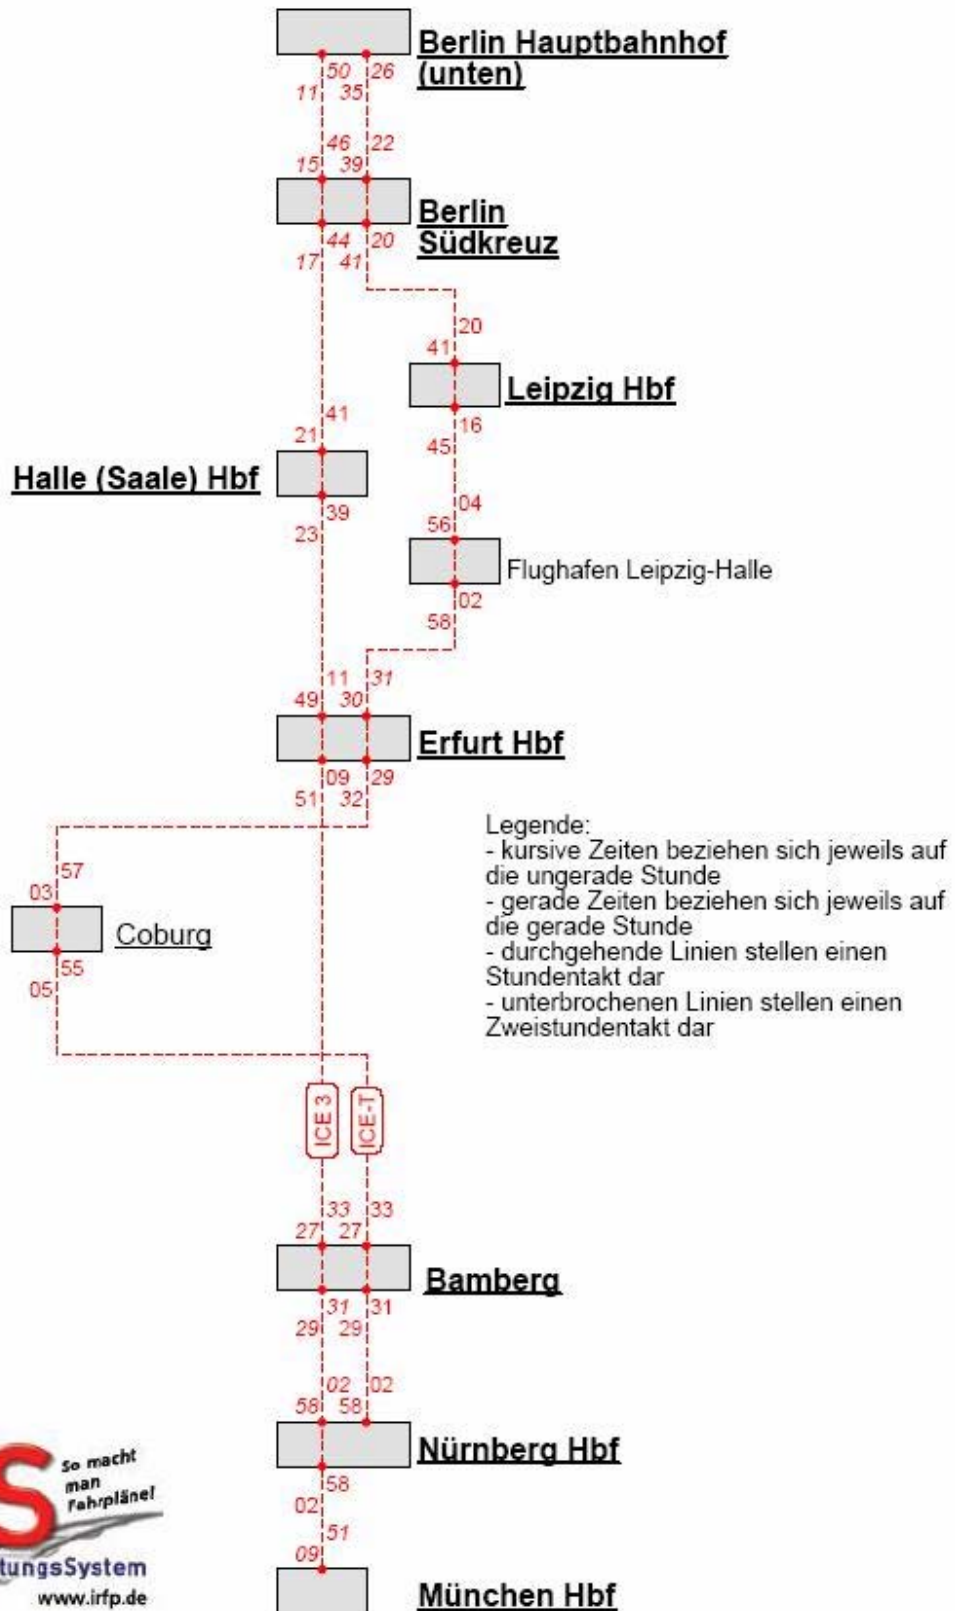 Berlin Hauptbahnhof
(unten)
50 26
11 35
46 22
15 39
Berlin
Südkreuz
44 20
17 41
20
41
Leipzig Hbf
16
45
41
21
Halle (Saale) Hbf
39
23
04
56
Flughafen Leipzig-Halle
02
58
11 31
49 30
Erfurt Hbf
09 29
51 32
Legende:
- kursive Zeiten beziehen sich jeweils auf
die ungerade Stunde
- gerade Zeiten beziehen sich jeweils auf
die gerade Stunde
- durchgehende Linien stellen einen
Stundentakt dar
- unterbrochenen Linien stellen einen
Zweistundentakt dar
57
03
Coburg
55
05
ICE 3 ICE-T
33 33
27 27
Bamberg
31 31
29 29
02 02
58 58
Nürnberg Hbf
58
02
51
09
München Hbf
S
So macht
man
Fahrpläne!
tungsSystem
www.irfp.de